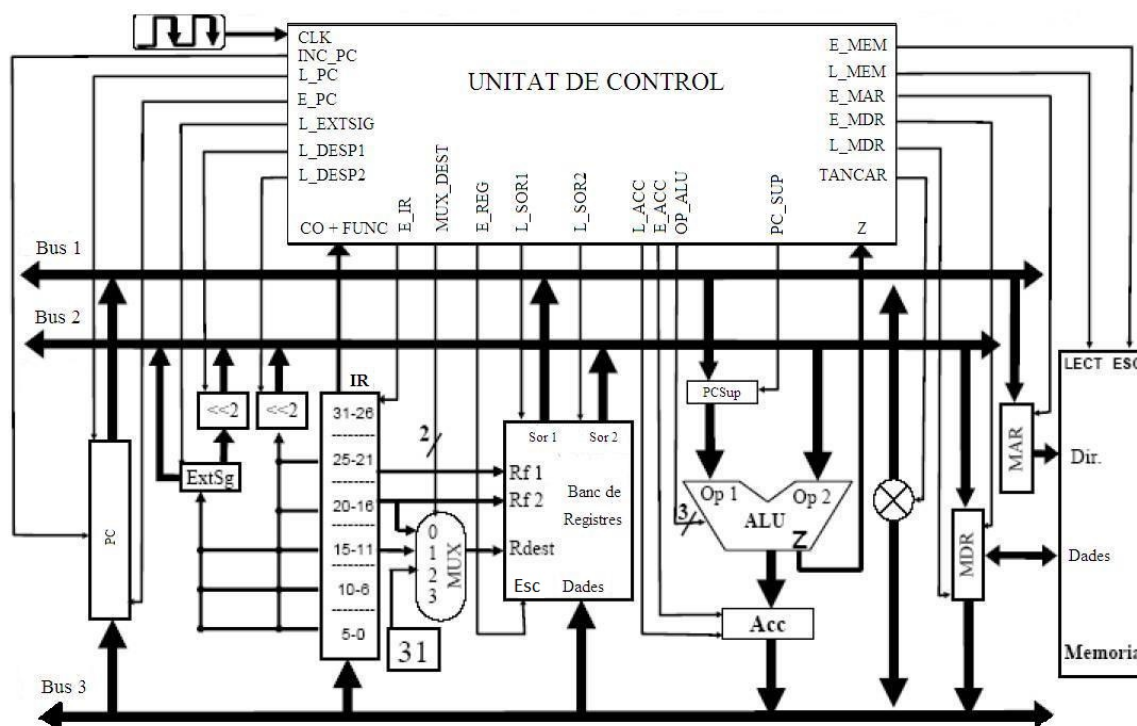 CLK
INC_PC
L_PC
E_PC
L_EXTSIG
L_DESP1
L_DESP2
UNITAT DE CONTROL
E_MEM
L_MEM
E_MAR
E_MDR
L_MDR
TANCAR
CO + FUNC
E_IR
MUX_DEST
E_REG
L_SOR1
L_SOR2
L_ACC
E_ACC
OP_ALU
PC_SUP
Z
Bus 1
Bus 2
IR
<<2
<<2
31-26
25-21
20-16
15-11
10-6
5-0
ExtSg
PC
2
0
1
2
3
MUX
31
Sor 1 Sor 2
Rf 1
Rf 2
Banc de
Registres
Rdest
Esc Dades
PCSup
Op 1 Op 2
ALU
Z
3
Acc
MAR
MDR
LECT ESC
Dir.
Dades
Memoria
Bus 3